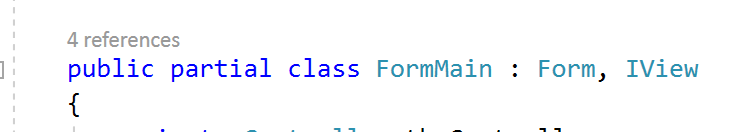 4 references
public partial class FormMain : Form, IView
{